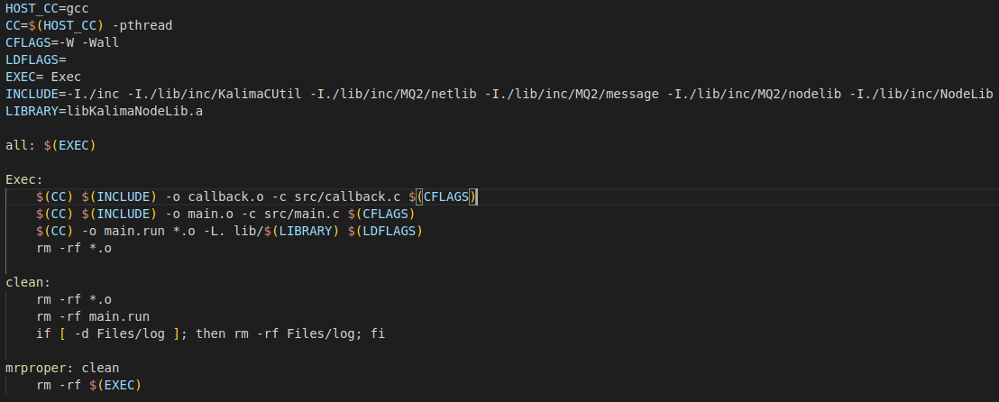 HOST_CC=gcc
CC=$(HOST_CC) -pthread
CFLAGS=-W -Wall
LDFLAGS=
EXEC= Exec
INCLUDE=-I./inc -I./lib/inc/KalimaCUtil -I./lib/inc/MQ2/netlib -I./lib/inc/MQ2/message -I./lib/inc/MQ2/nodelib -I./lib/inc/NodeLib
LIBRARY=libKalimaNodeLib.a
all: $(EXEC)
Exec:
$(CC) $(INCLUDE) -o callback.o -c src/callback.c $(CFLAGS)
$(CC) $(INCLUDE) -o main.o -c src/main.c $(CFLAGS)
$(CC) -o main.run *.o -L. lib/$(LIBRARY) $(LDFLAGS)
rm -rf *.o
clean:
rm -rf *.o
rm -rf main.run
if [ -d Files/log ]; then rm -rf Files/log; fi
mrproper: clean
rm -rf $(EXEC)